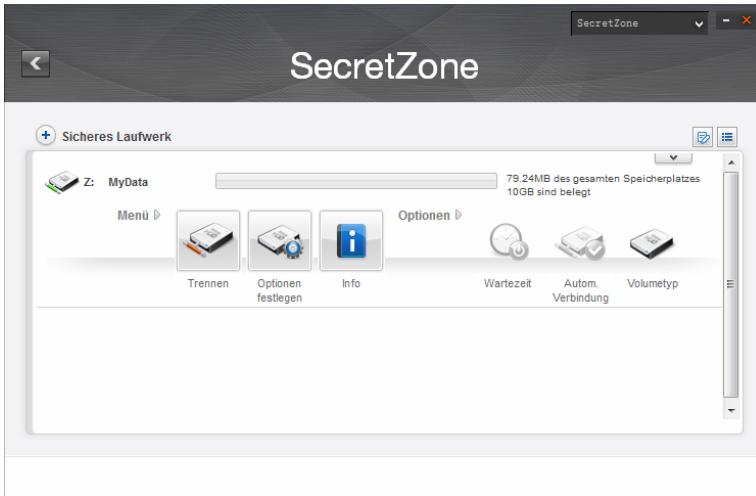 SecretZone
SecretZone
Sicheres Laufwerk
Z: MyData
79.24MB des gesamten Speicherplatzes
10GB sind belegt
Menü
Optionen
Trennen
Optionen
festlegen
Info
Wartezeit
Autom.
Verbindung
Volumetyp